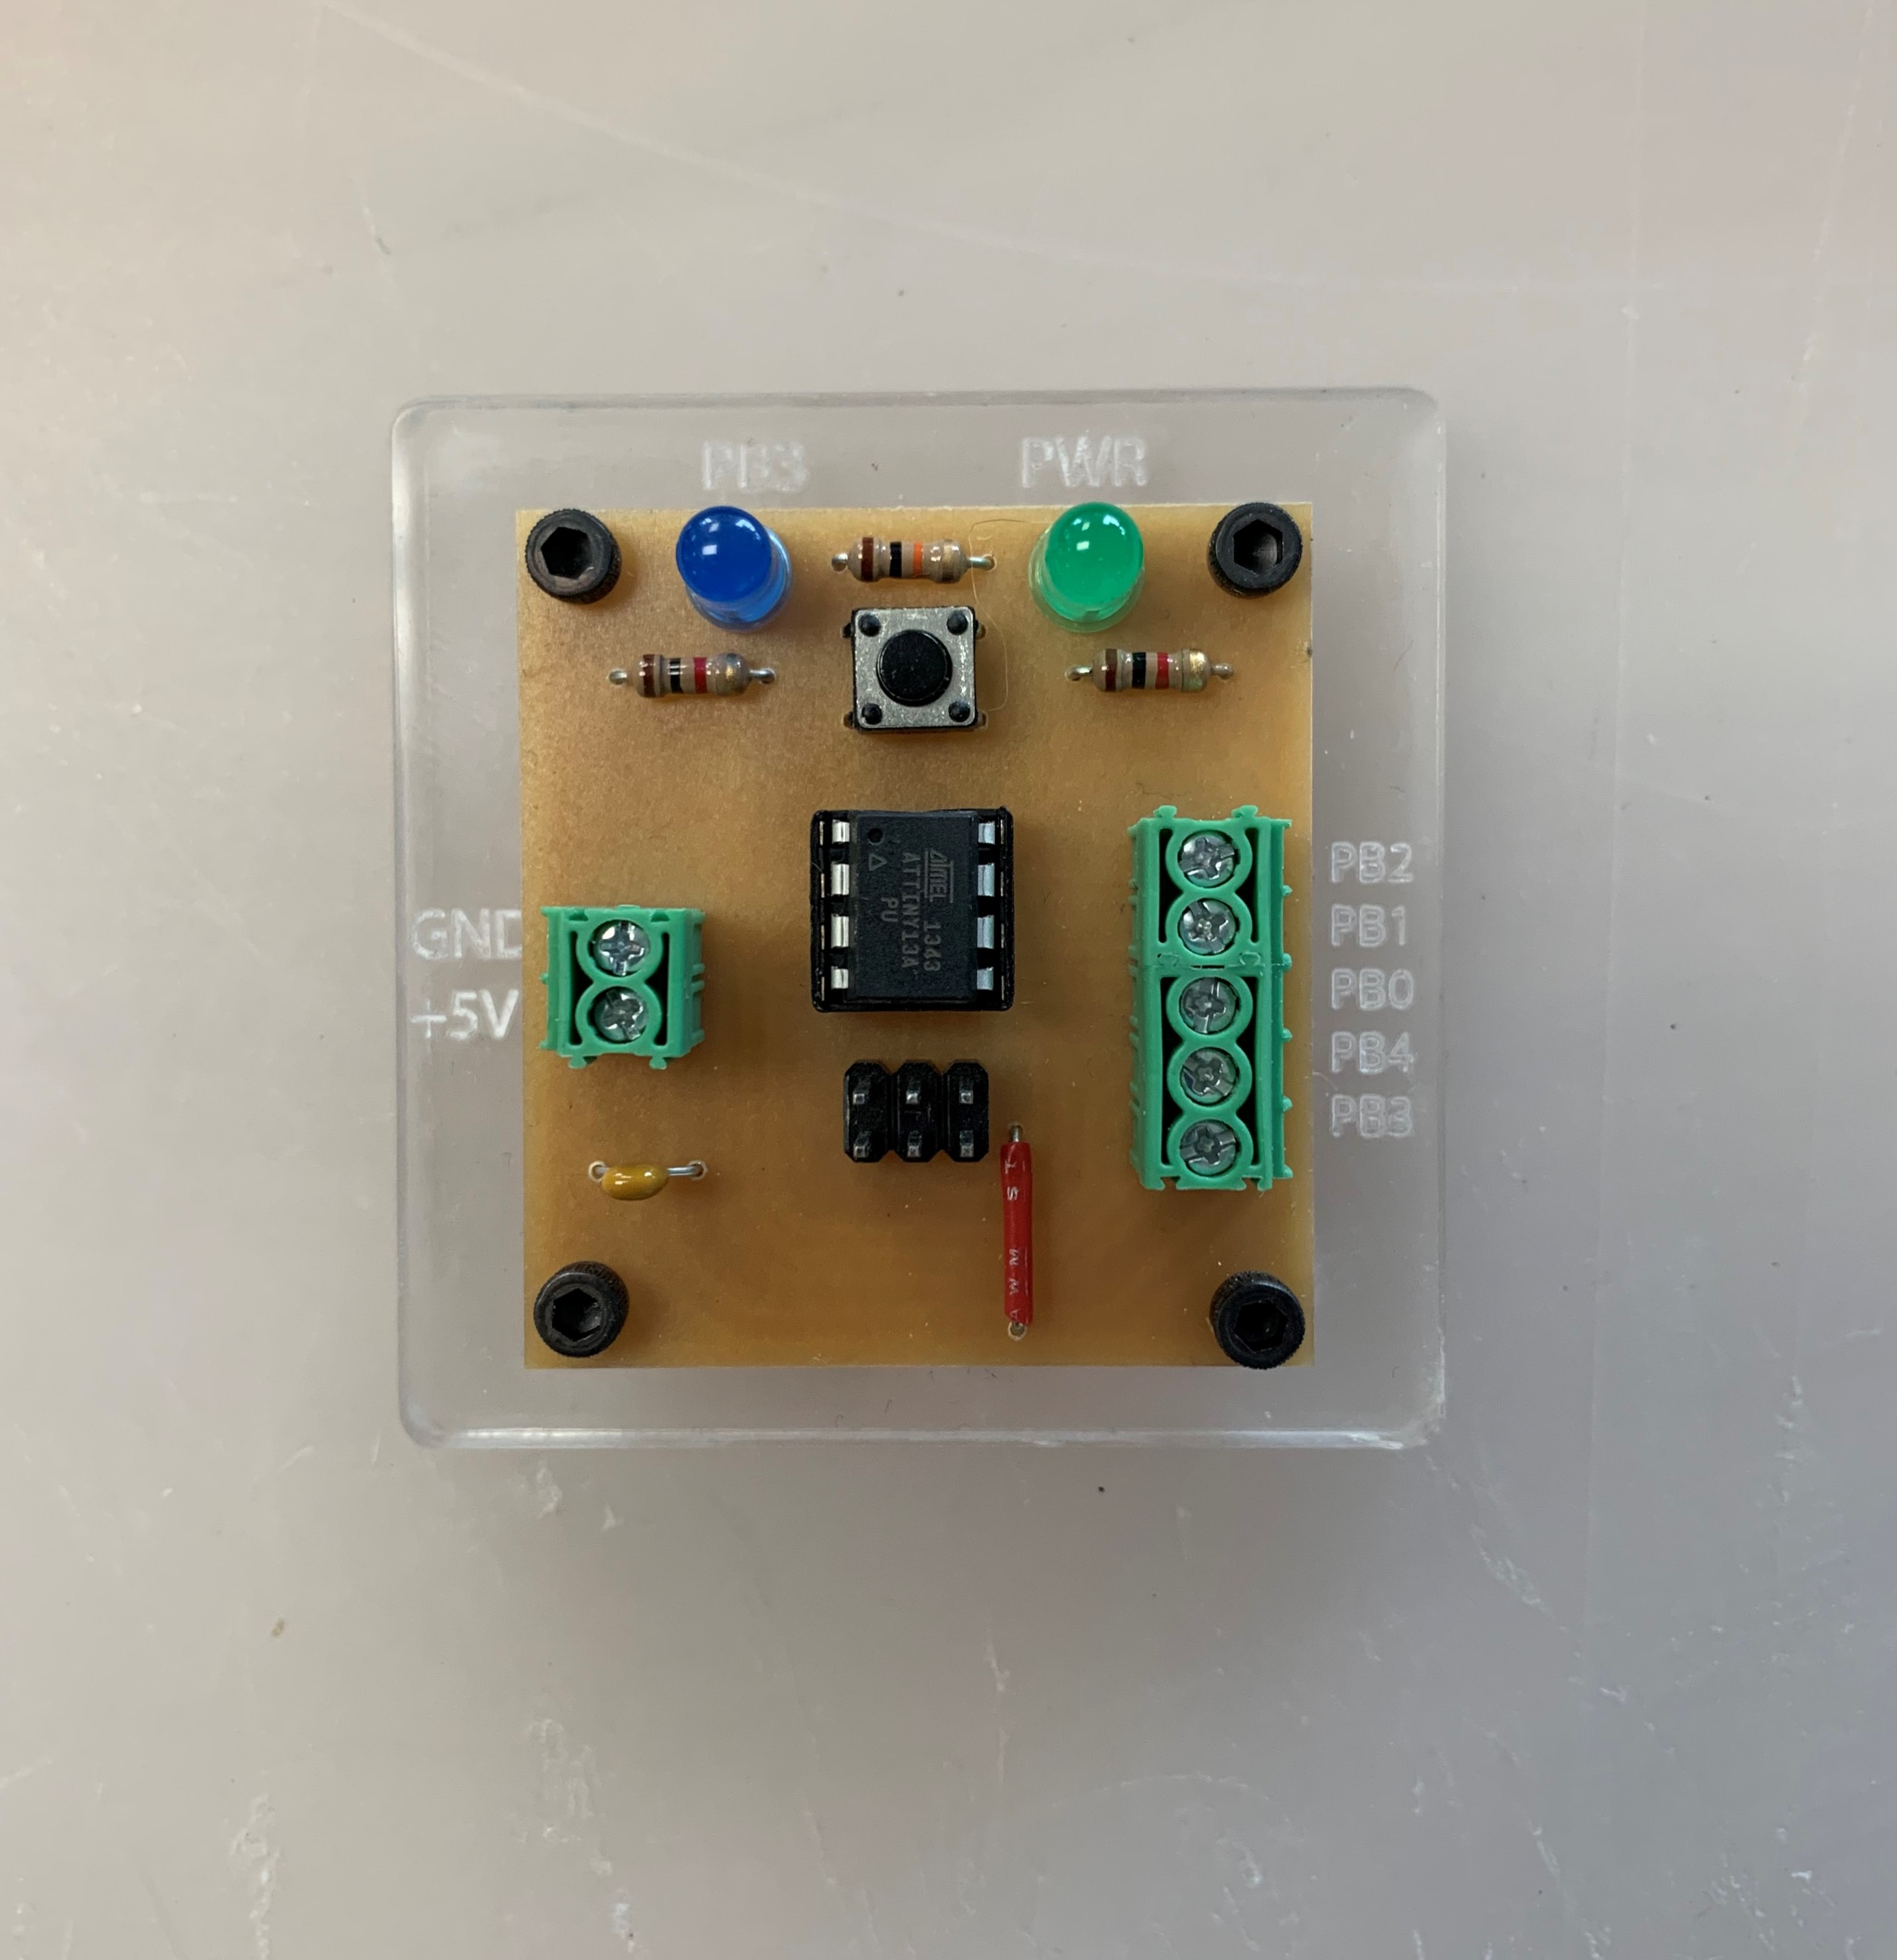 PB3
PWR
ATMEL 1343
ATTINY13A
PU
PB2
PB1
PB0
PB4
PB3
GND
+5V